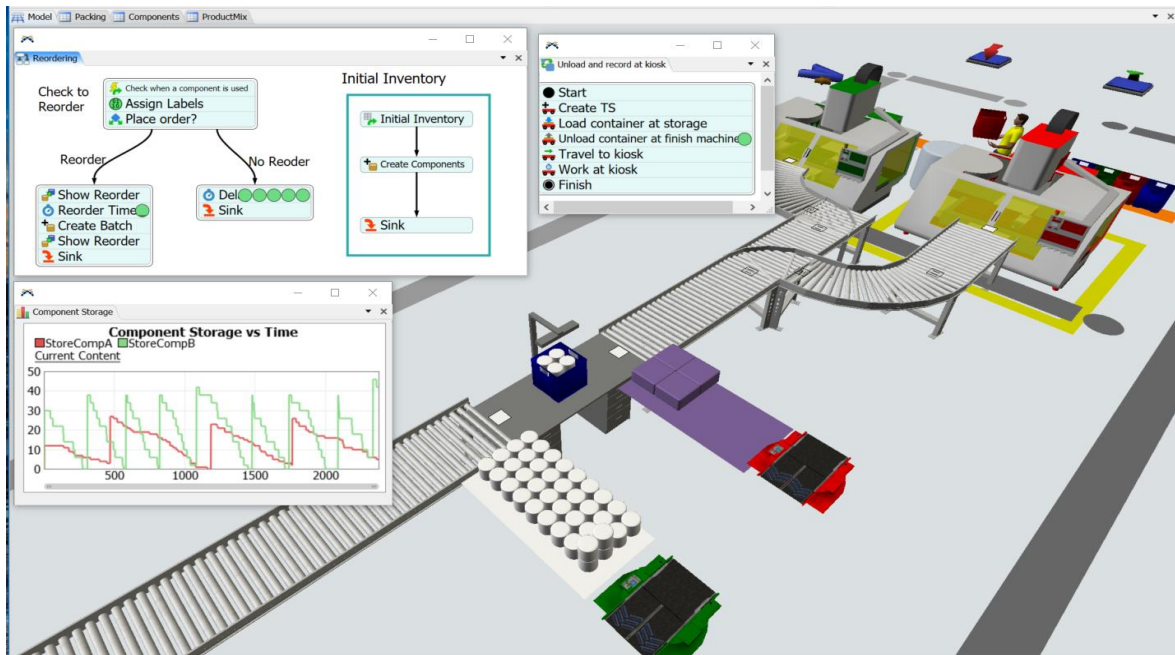 Model Packing Components ProductMix
Reordering
Check to
Reorder
Check when a component is used
Assign Labels
Place order?
Reorder
No Reoder
Show Reorder
Reorder Time
Create Batch
Show Reorder
Sink
Del
Sink
Initial Inventory
Initial Inventory
Create Components
Sink
Unload and record at kiosk
Start
Create TS
Load container at storage
Unload container at finish machine
Travel to kiosk
Work at kiosk
Finish
Component Storage
Component Storage vs Time
StoreCompA StoreCompB
Current Content
50
40
30
20
10
0
500 1000 1500 2000